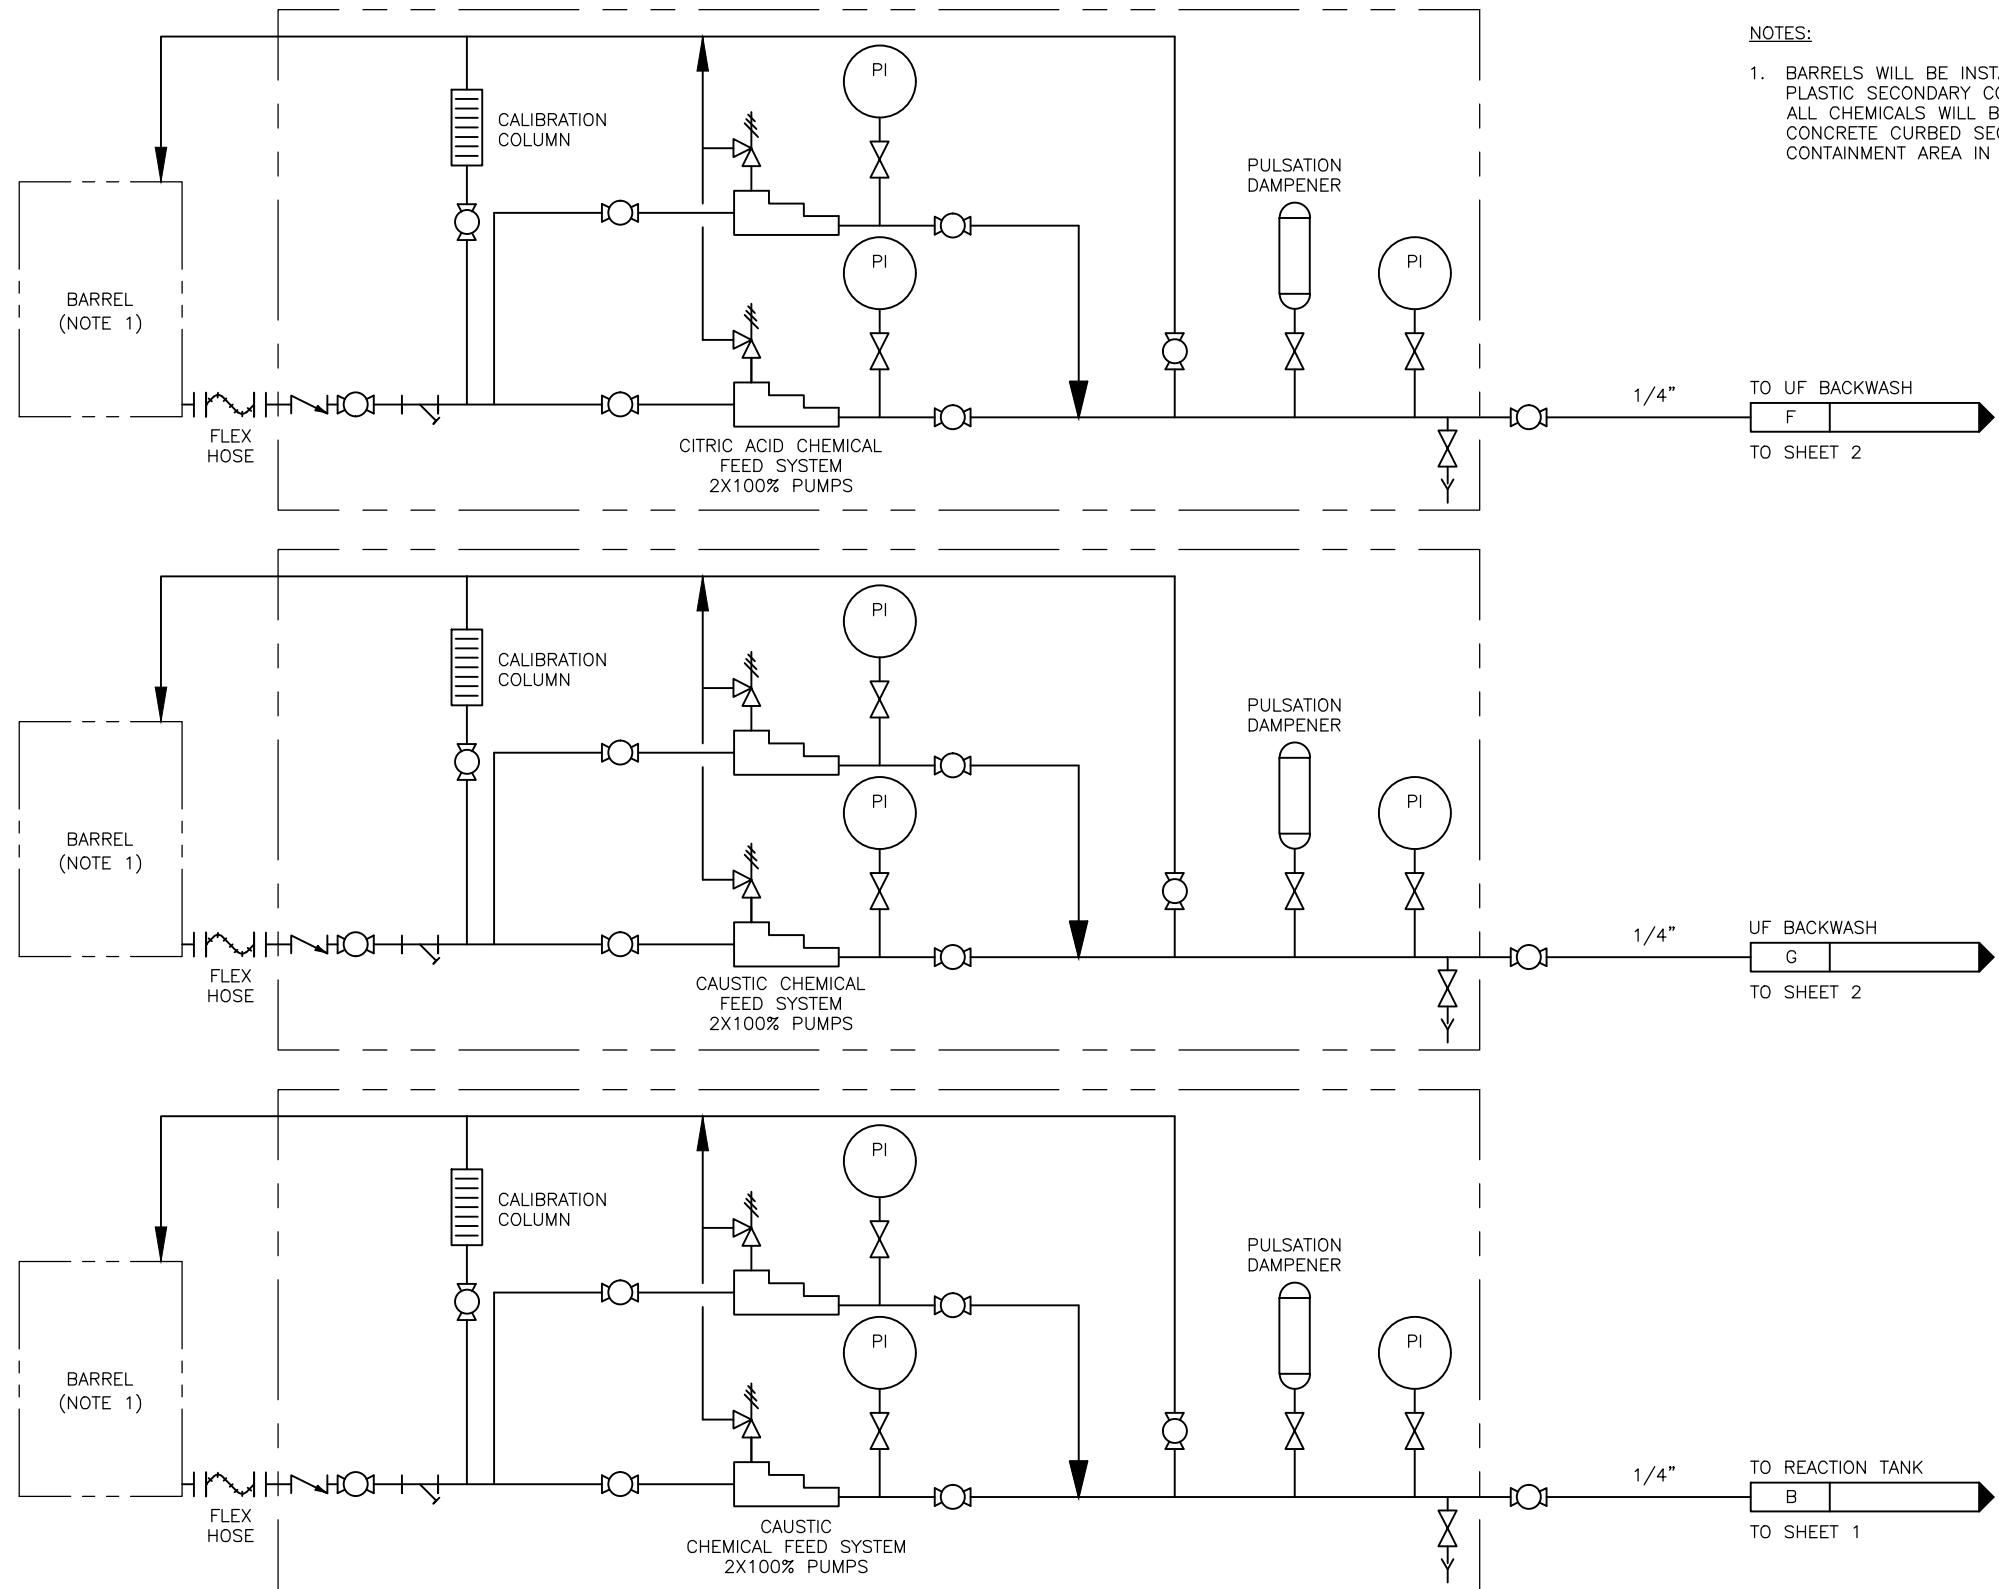 NOTES:
1. BARRELS WILL BE
PLASTIC SECONDARY
ALL CHEMICALS WILL
CONCRETE CURBED
CONTAINMENT AREA IN
PI
CALIBRATION
COLUMN
PULSATION
DAMPENER
PI
PI
BARREL
(NOTE 1)
FLEX
HOSE
CITRIC ACID CHEMICAL
FEED SYSTEM
2X100% PUMPS
1/4"
TO UF BACKWASH
F
TO SHEET 2
PI
CALIBRATION
COLUMN
PULSATION
DAMPENER
PI
PI
BARREL
(NOTE 1)
FLEX
HOSE
CAUSTIC CHEMICAL
FEED SYSTEM
2X100% PUMPS
1/4"
UF BACKWASH
G
TO SHEET 2
PI
CALIBRATION
COLUMN
PULSATION
DAMPENER
PI
PI
BARREL
(NOTE 1)
FLEX
HOSE
CAUSTIC
CHEMICAL FEED SYSTEM
2X100% PUMPS
1/4"
TO REACTION TANK
B
TO SHEET 1